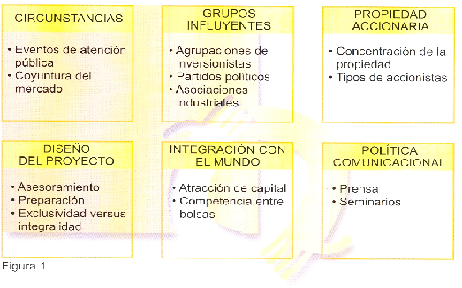 CIRCUNSTANCIAS
• Eventos de atención
pública
• Coyuntura del
mercado
GRUPOS
INFLUYENTES
• Agrupaciones de
inversionistas
• Partidos políticos
• Asociaciones
industriales
PROPIEDAD
ACCIONARIA
• Concentración de la
propiedad
• Tipos de accionistas
DISEÑO
DEL PROYECTO
• Asesoramiento
• Preparación
• Exclusividad versus
integralidad
INTEGRACIÓN CON
EL MUNDO
• Atracción de capital
• Competencia entre
bolsas
POLÍTICA
COMUNICACIONAL
• Prensa
• Seminarios
Figura 1